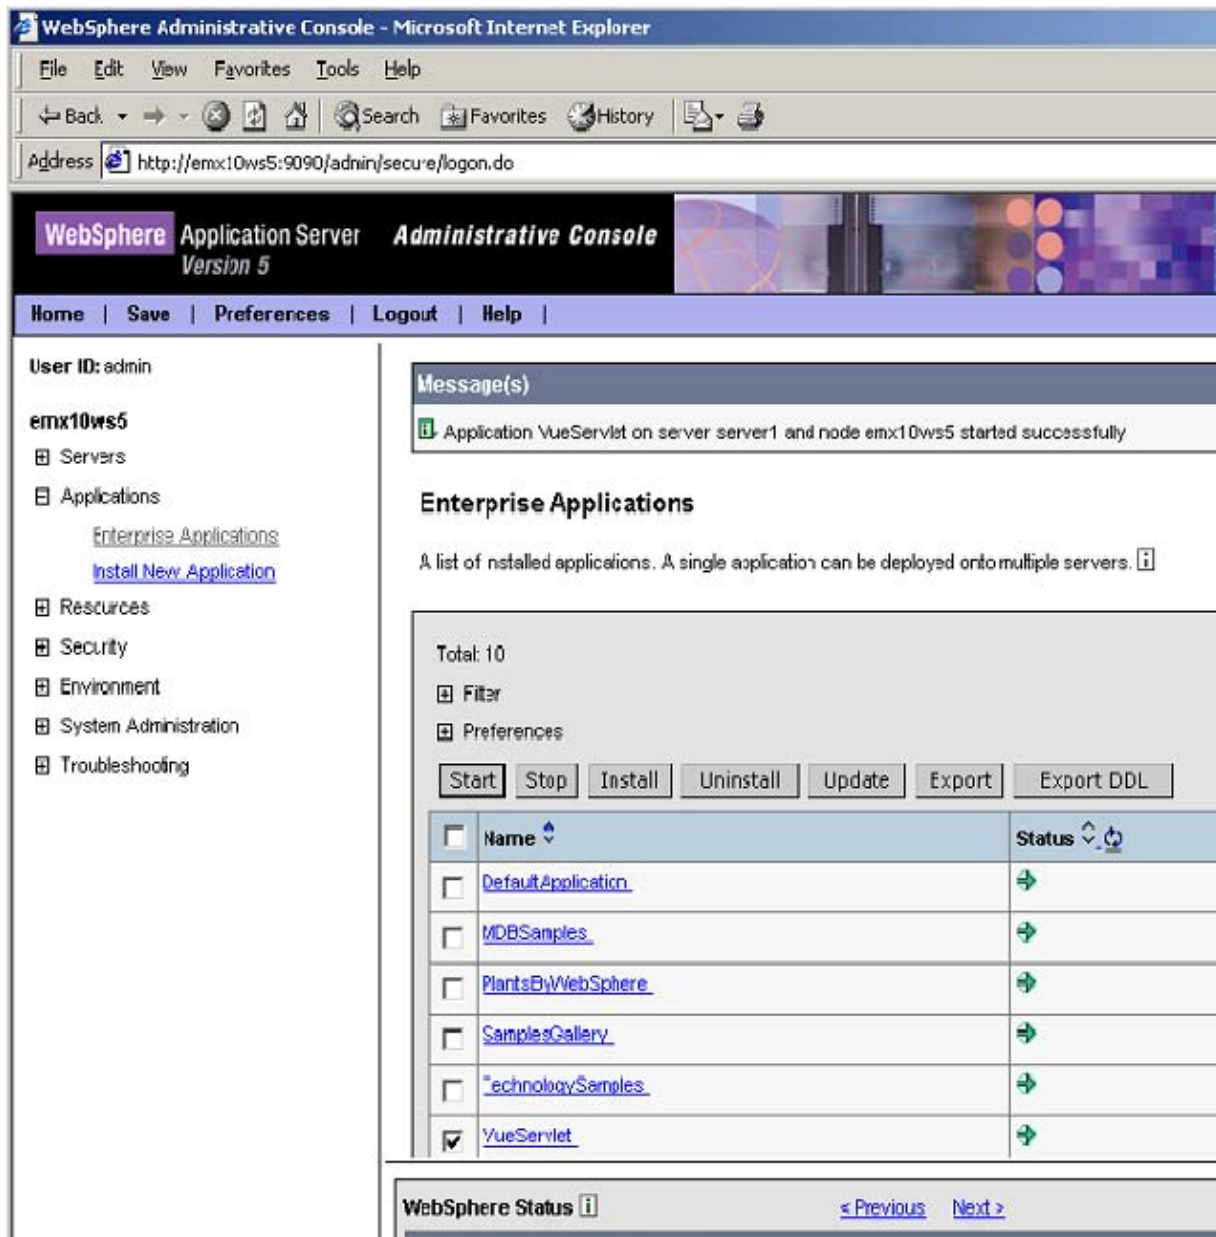 WebSphere Administrative Console - Microsoft Internet Explorer
File Edit View Favorites Tools Help
Back Search Favorites History
Address http://emx10ws5:9090/admin/secure/logon.do
WebSphere Application Server Administrative Console
Version 5
Home | Save | Preferences | Logout | Help |
User ID: admin
emx10ws5
Servers
Applications
Enterprise Applications
Install New Application
Resources
Security
Environment
System Administration
Troubleshooting
Message(s)
Application VueServlet on server server1 and node emx10ws5 started successfully
Enterprise Applications
A list of installed applications. A single application can be deployed onto multiple servers. i
Total: 10
Filter
Preferences
Start Stop Install Uninstall Update Export Export DDL
Name Status
DefaultApplication
MDBSamples
PlantsByWebSphere
SamplesGallery
TechnologySamples
VueServlet
WebSphere Status i < Previous Next >